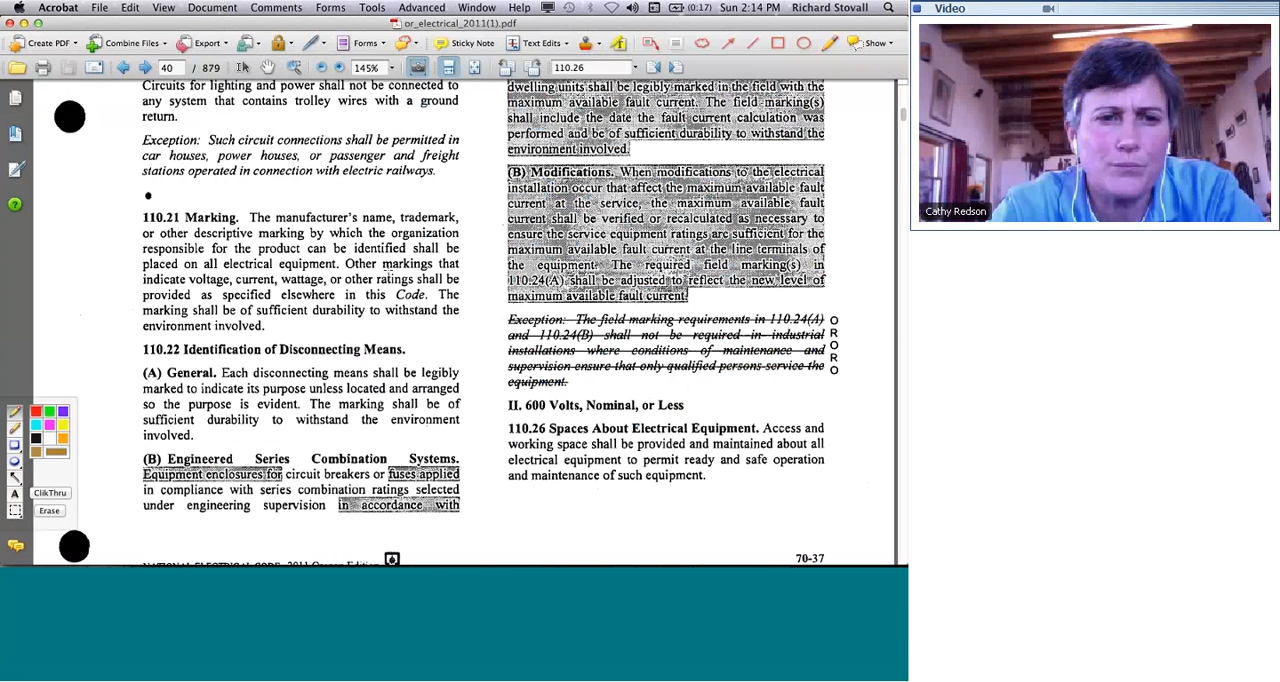 Acrobat File Edit View Document Comments Forms Tools Advanced Window Help (0:17) Sun 2:14 PM Richard Stovall
or_electrical_2011(1).pdf
Create PDF Combine Files Export Forms Sticky Note Text Edits Show
40 / 879 145% 110.26
Circuits for lighting and power shall not be connected to
any system that contains trolley wires with a ground
return.
Exception: Such circuit connections shall be permitted in
car houses, power houses, or passenger and freight
stations operated in connection with electric railways.
110.21 Marking. The manufacturer's name, trademark,
or other descriptive marking by which the organization
responsible for the product can be identified shall be
placed on all electrical equipment. Other markings that
indicate voltage, current, wattage, or other ratings shall be
provided as specified elsewhere in this Code. The
marking shall be of sufficient durability to withstand the
environment involved.
110.22 Identification of Disconnecting Means.
(A) General. Each disconnecting means shall be legibly
marked to indicate its purpose unless located and arranged
so the purpose is evident. The marking shall be of
sufficient durability to withstand the environment
involved.
(B) Engineered Series Combination Systems.
Equipment enclosures for circuit breakers or fuses applied
in compliance with series combination ratings selected
under engineering supervision in accordance with
NATIONAL ELECTRICAL CODE, 2011 Oregon Edition
dwelling units shall be legibly marked in the field with the
maximum available fault current. The field marking(s)
shall include the date the fault current calculation was
performed and be of sufficient durability to withstand the
environment involved.
(B) Modifications. When modifications to the electrical
installation occur that affect the maximum available fault
current at the service, the maximum available fault
current shall be verified or recalculated as necessary to
ensure the service equipment ratings are sufficient for the
maximum available fault current at the line terminals of
the equipment. The required field marking(s) in
110.24(A) shall be adjusted to reflect the new level of
maximum available fault current.
Exception: The field marking requirements in 110.24(A) O
and 110.24(B) shall not be required in industrial R
installations where conditions of maintenance and O
supervision ensure that only qualified persons service the R
equipment. O
II. 600 Volts, Nominal, or Less
110.26 Spaces About Electrical Equipment. Access and
working space shall be provided and maintained about all
electrical equipment to permit ready and safe operation
and maintenance of such equipment.
70-37
A
ClikThru
Erase
Video
Cathy Redson